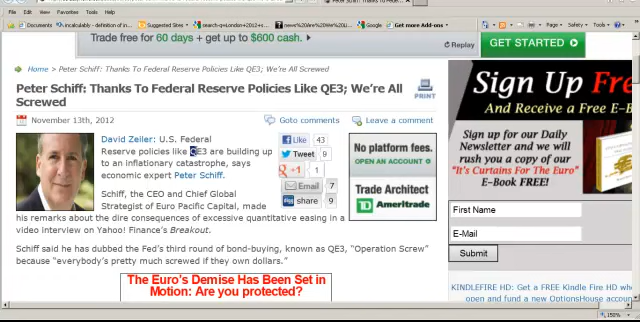 Peter Schiff: Thanks To Fede...
File Edit View Favorites Tools Help
Suggested Sites
Google
Get more Add-ons
Page Safety Tools
Trade free for 60 days + get up to $600 cash.
Replay
GET STARTED
Home > Peter Schiff: Thanks To Federal Reserve Policies Like QE3; We're All Screwed
Peter Schiff: Thanks To Federal Reserve Policies Like QE3; We're All
Screwed
PRINT
November 13th, 2012
Goto comments
Leave a comment
David Zeiler: U.S. Federal
Reserve policies like QE3 are building up
to an inflationary catastrophe, says
economic expert Peter Schiff.
Schiff, the CEO and Chief Global
Strategist of Euro Pacific Capital, made
his remarks about the dire consequences of excessive quantitative easing in a
video interview on Yahoo! Finance's Breakout.
Schiff said he has dubbed the Fed's third round of bond-buying, known as QE3, "Operation Screw"
because "everybody's pretty much screwed if they own dollars."
Like 43
Tweet 9
+1 1
Email 7
share 9
No platform fees.
OPEN AN ACCOUNT
Trade Architect
TD Ameritrade
The Euro's Demise Has Been Set in
Motion: Are you protected?
Sign Up Fre
And Receive a Free E-B
Sign up for our Daily
Newsletter and we will
rush you a copy of our
"It's Curtains For The Euro"
E-Book FREE!
First Name
E-Mail
Submit
KINDLEFIRE HD: Get a FREE Kindle Fire HD wh
open and fund a new OptionsHouse accoun
150%